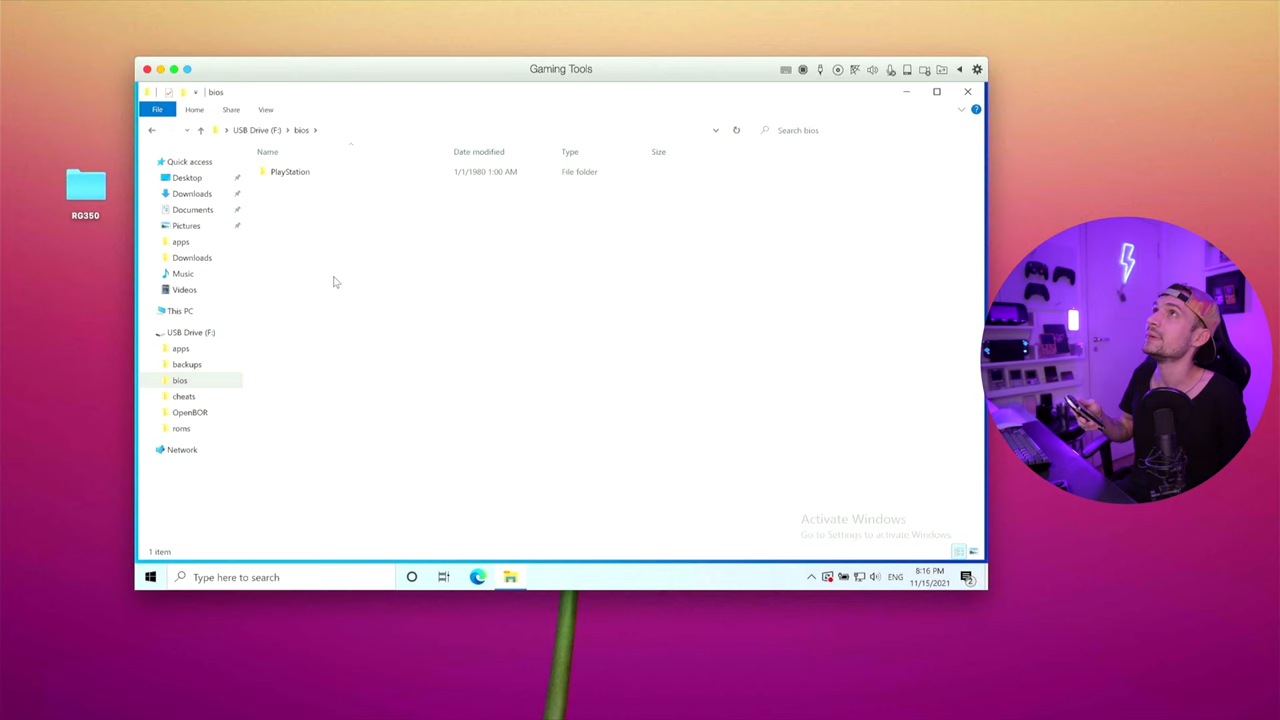 Gaming Tools
bios
File Home Share View
USB Drive (F:) bios
Search bios
Name Date modified Type Size
PlayStation 1/1/1980 1:00 AM File folder
Quick access
Desktop
Downloads
Documents
Pictures
apps
Downloads
Music
Videos
This PC
USB Drive (F:)
apps
backups
bios
cheats
OpenBOR
roms
Network
RG350
Activate Windows
Go to Settings to activate Windows.
1 item
Type here to search
ENG
8:16 PM
11/15/2021
2